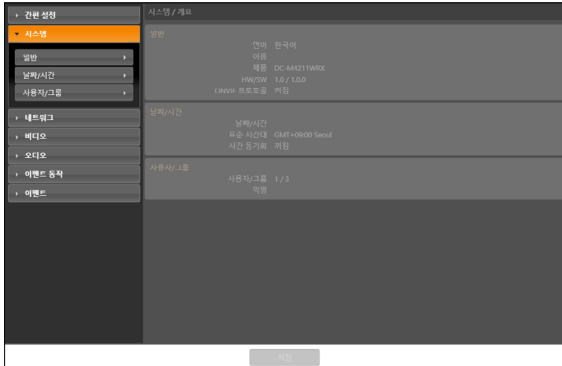 간편 설정
시스템
일반
날짜/시간
사용자/그룹
네트워크
비디오
오디오
이벤트 동작
이벤트
시스템 / 개요
일반
언어 한국어
이름
제품 DC-M4211WRX
HW/SW 1.0 / 1.0.0
ONVIF 프로토콜 켜짐
날짜/시간
날짜/시간
표준 시간대 GMT+09:00 Seoul
시간 동기화 꺼짐
사용자/그룹
사용자/그룹 1 / 3
익명
저장